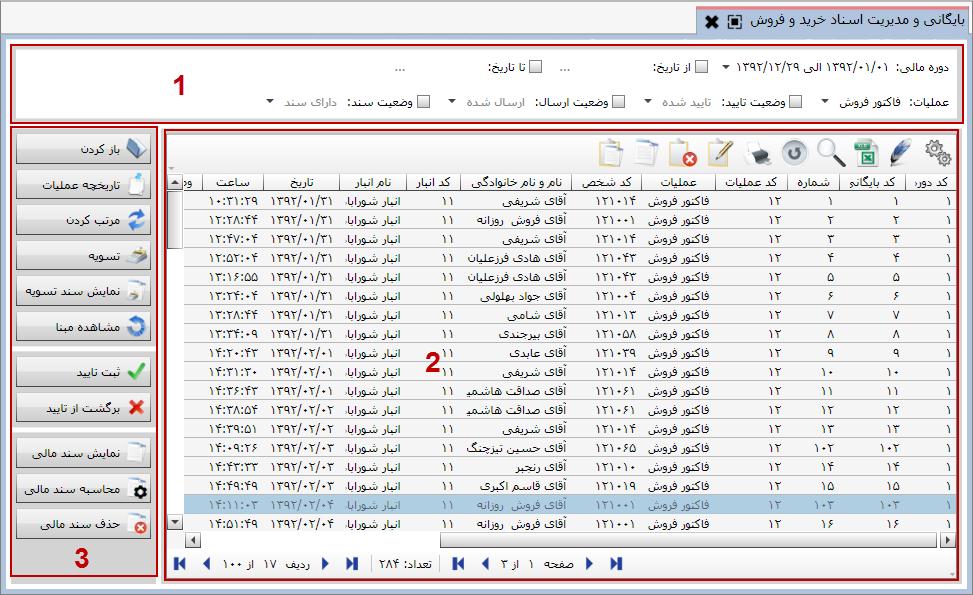 بایگانی و مدیریت اسناد خرید و فروش
دوره مالی: ۱۳۹۲/۰۱/۰۱ الی ۱۳۹۲/۱۲/۲۹ از تاریخ: ... تا تاریخ: ...
1
عملیات: فاکتور فروش وضعیت تایید: تایید شده وضعیت ارسال: ارسال شده وضعیت سند: دارای سند
کد دوره کد بایگانی شماره کد عملیات عملیات کد شخص نام و نام خانوادگی کد انبار نام انبار تاریخ ساعت وض
۱ ۱ ۱ ۱۲ فاکتور فروش ۱۲۱۰۱۴ آقای شریفی ۱۱ انبار شورابا ۱۳۹۲/۰۱/۳۱ ۱۰:۳۱:۲۹
۱ ۲ ۲ ۱۲ فاکتور فروش ۱۲۱۰۰۱ آقای فروش روزانه ۱۱ انبار شورابا ۱۳۹۲/۰۱/۳۱ ۱۲:۲۸:۴۴
۱ ۳ ۳ ۱۲ فاکتور فروش ۱۲۱۰۱۴ آقای شریفی ۱۱ انبار شورابا ۱۳۹۲/۰۱/۳۱ ۱۲:۴۷:۰۴
۱ ۴ ۴ ۱۲ فاکتور فروش ۱۲۱۰۴۳ آقای هادی فرزعلیان ۱۱ انبار شورابا ۱۳۹۲/۰۱/۳۱ ۱۲:۵۲:۰۴
۱ ۵ ۵ ۱۲ فاکتور فروش ۱۲۱۰۴۳ آقای هادی فرزعلیان ۱۱ انبار شورابا ۱۳۹۲/۰۱/۳۱ ۱۳:۱۶:۵۵
۱ ۶ ۶ ۱۲ فاکتور فروش ۱۲۱۰۰۴ آقای جواد بهلولی ۱۱ انبار شورابا ۱۳۹۲/۰۱/۳۱ ۱۳:۲۴:۰۴
۱ ۷ ۷ ۱۲ فاکتور فروش ۱۲۱۰۱۳ آقای شامی ۱۱ انبار شورابا ۱۳۹۲/۰۱/۳۱ ۱۳:۲۸:۴۴
۱ ۸ ۸ ۱۲ فاکتور فروش ۱۲۱۰۵۸ آقای بیرجندی ۱۱ انبار شورابا ۱۳۹۲/۰۱/۳۱ ۱۳:۳۴:۰۹
۱ ۹ ۹ ۱۲ فاکتور فروش ۱۲۱۰۳۹ آقای عابدی ۱۱ انبار شورابا ۱۳۹۲/۰۲/۰۱ ۱۴:۲۰:۴۳
2
۱ ۱۰ ۱۰ ۱۲ فاکتور فروش ۱۲۱۰۱۴ آقای شریفی ۱۱ انبار شورابا ۱۳۹۲/۰۲/۰۱ ۱۴:۳۱:۳۰
۱ ۱۱ ۱۱ ۱۲ فاکتور فروش ۱۲۱۰۶۱ آقای صداقت هاشمی ۱۱ انبار شورابا ۱۳۹۲/۰۲/۰۱ ۱۴:۳۶:۴۳
۱ ۱۲ ۱۲ ۱۲ فاکتور فروش ۱۲۱۰۶۱ آقای صداقت هاشمی ۱۱ انبار شورابا ۱۳۹۲/۰۲/۰۲ ۱۴:۳۸:۵۴
۱ ۱۳ ۱۳ ۱۲ فاکتور فروش ۱۲۱۰۱۴ آقای شریفی ۱۱ انبار شورابا ۱۳۹۲/۰۲/۰۲ ۱۴:۳۹:۵۱
۱ ۱۰۲ ۱۰۲ ۱۲ فاکتور فروش ۱۲۱۰۶۵ آقای حسین تیزچنگ ۱۱ انبار شورابا ۱۳۹۲/۰۲/۰۳ ۱۴:۰۹:۲۶
۱ ۱۴ ۱۴ ۱۲ فاکتور فروش ۱۲۱۰۱۰ آقای رنجبر ۱۱ انبار شورابا ۱۳۹۲/۰۲/۰۳ ۱۴:۴۳:۳۳
۱ ۱۵ ۱۵ ۱۲ فاکتور فروش ۱۲۱۰۱۹ آقای قاسم اکبری ۱۱ انبار شورابا ۱۳۹۲/۰۲/۰۳ ۱۴:۴۹:۴۹
۱ ۱۰۳ ۱۰۳ ۱۲ فاکتور فروش ۱۲۱۰۰۱ آقای فروش روزانه ۱۱ انبار شورابا ۱۳۹۲/۰۲/۰۴ ۱۴:۱۱:۰۳
۱ ۱۶ ۱۶ ۱۲ فاکتور فروش ۱۲۱۰۰۱ آقای فروش روزانه ۱۱ انبار شورابا ۱۳۹۲/۰۲/۰۴ ۱۴:۵۱:۴۹
صفحه ۱ از ۳ تعداد: ۲۸۴ ردیف ۱۷ از ۱۰۰
باز کردن
تاریخچه عملیات
مرتب کردن
تسویه
نمایش سند تسویه
مشاهده مبنا
ثبت تایید
برگشت از تایید
نمایش سند مالی
محاسبه سند مالی
حذف سند مالی
3